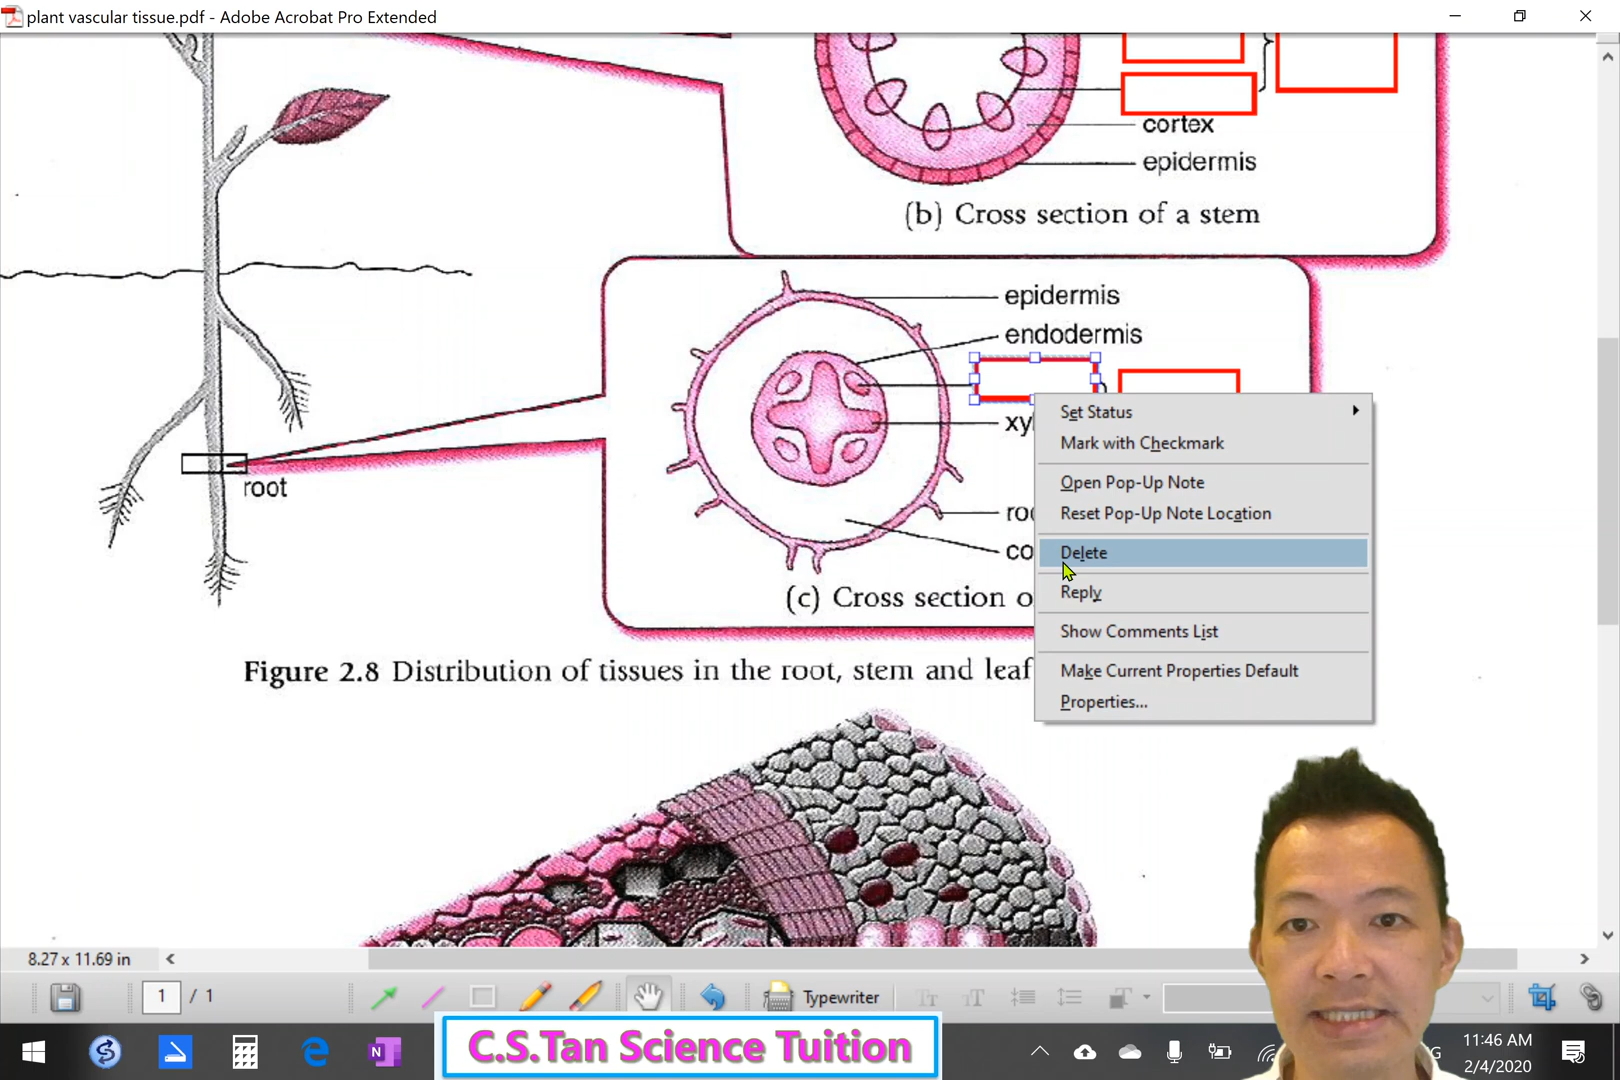 plant vascular tissue.pdf - Adobe Acrobat Pro Extended
cortex
epidermis
(b) Cross section of a stem
epidermis
endodermis
xy
root
ro
co
(c) Cross section o
Figure 2.8 Distribution of tissues in the root, stem and leaf
Set Status
Mark with Checkmark
Open Pop-Up Note
Reset Pop-Up Note Location
Delete
Reply
Show Comments List
Make Current Properties Default
Properties...
8.27 x 11.69 in
1 / 1
Typewriter
C.S.Tan Science Tuition
N
G
11:46 AM
2/4/2020